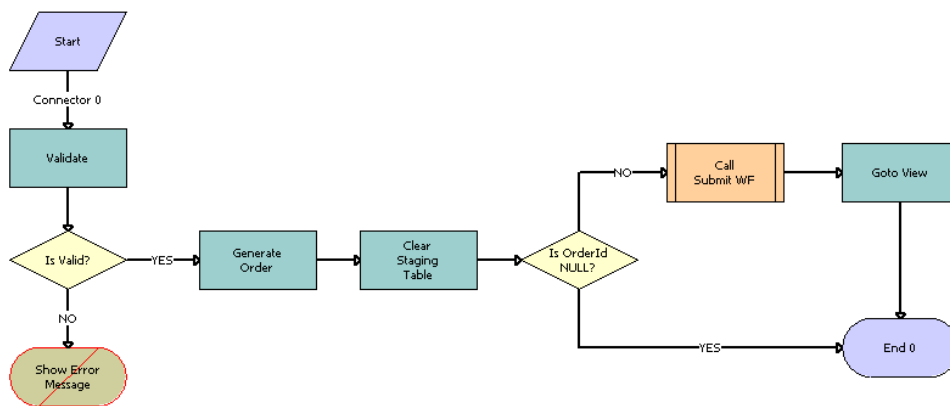 Start
Connector 0
Validate
Is Valid?
YES
Generate
Order
Clear
Staging
Table
Is OrderId
NULL?
NO
Call
Submit WF
Goto View
YES
End 0
NO
Show Error
Message